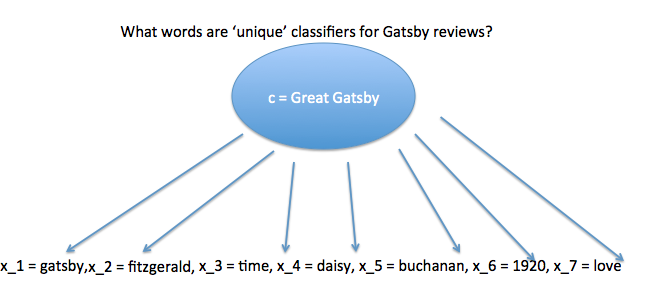 What words are ‘unique’ classifiers for Gatsby reviews?
c = Great Gatsby
x_1 = gatsby,x_2 = fitzgerald, x_3 = time, x_4 = daisy, x_5 = buchanan, x_6 = 1920, x_7 = love